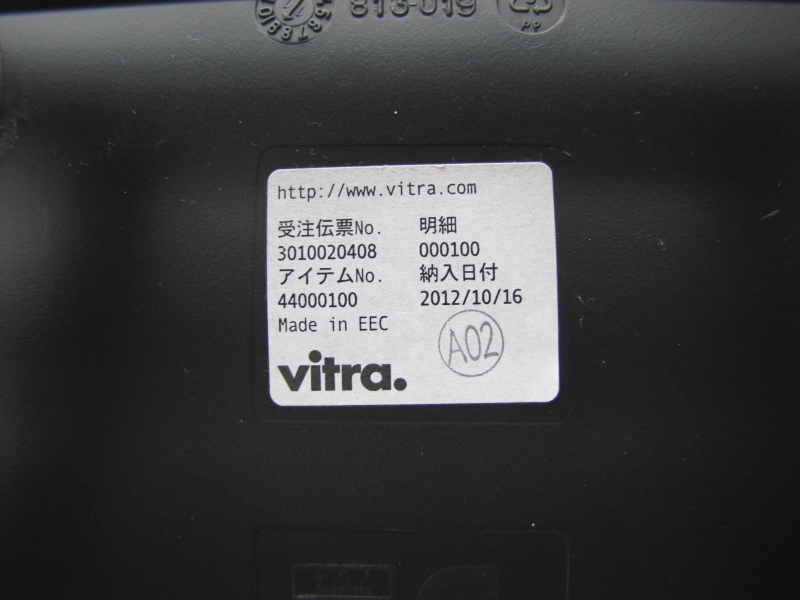 813-019
PP
http://www.vitra.com
受注伝票No. 明細
3010020408 000100
アイテムNo. 納入日付
44000100 2012/10/16
Made in EEC
A02
vitra.